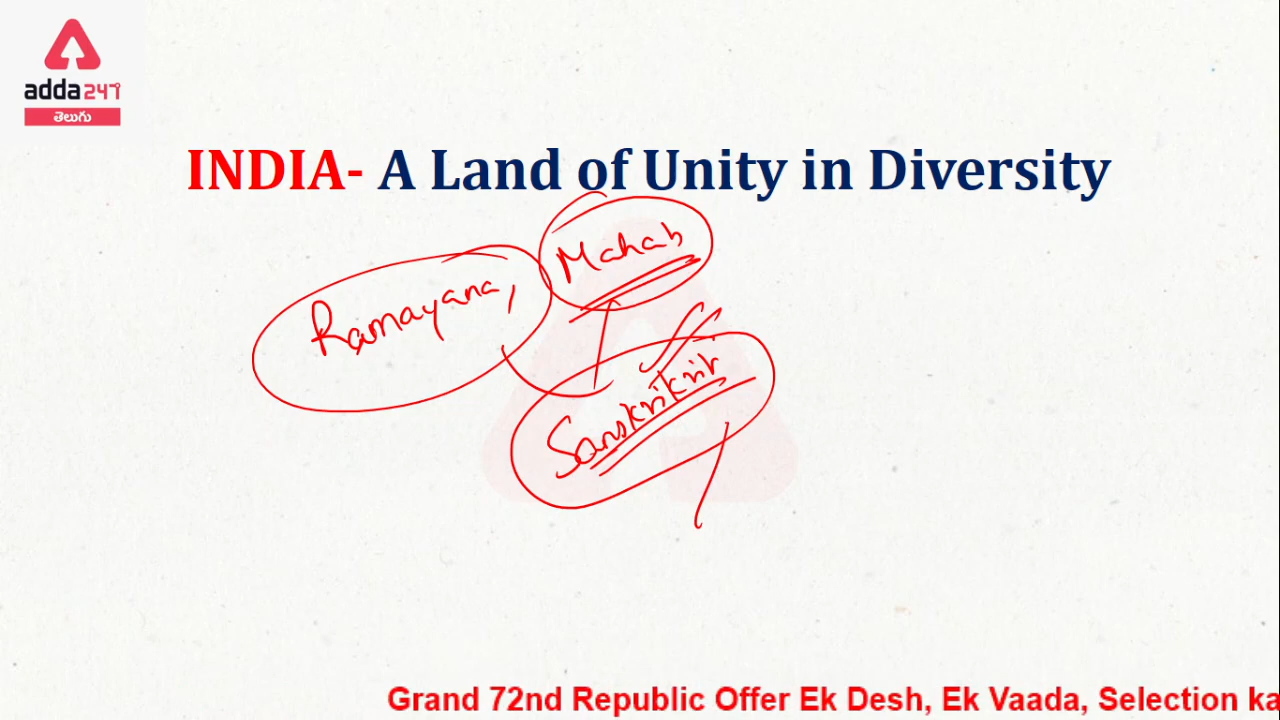 adda247
తెలుగు
INDIA- A Land of Unity in Diversity
Mahab
Ramayana,
Sanskrikrit
Grand 72nd Republic Offer Ek Desh, Ek Vaada, Selection ka